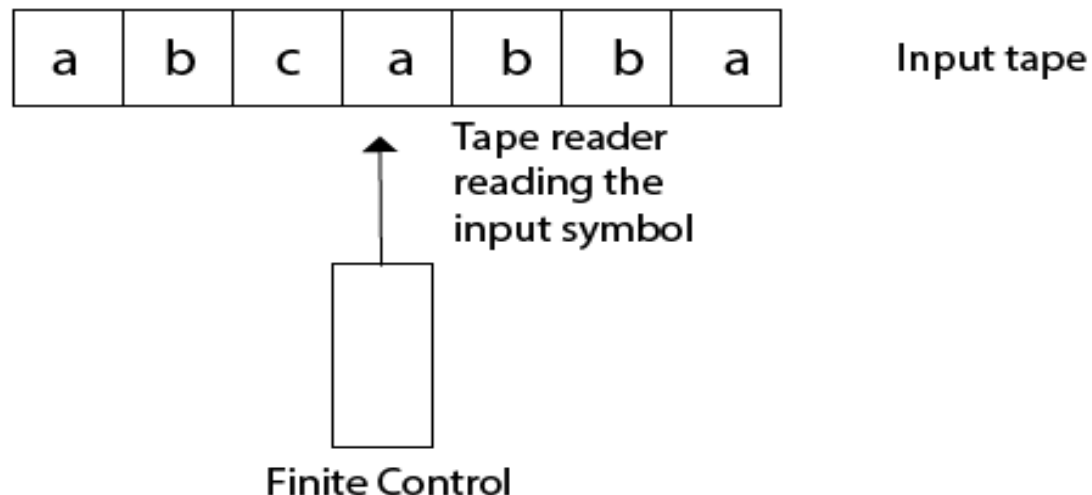 a b c a b b a Input tape
Tape reader
reading the
input symbol
Finite Control